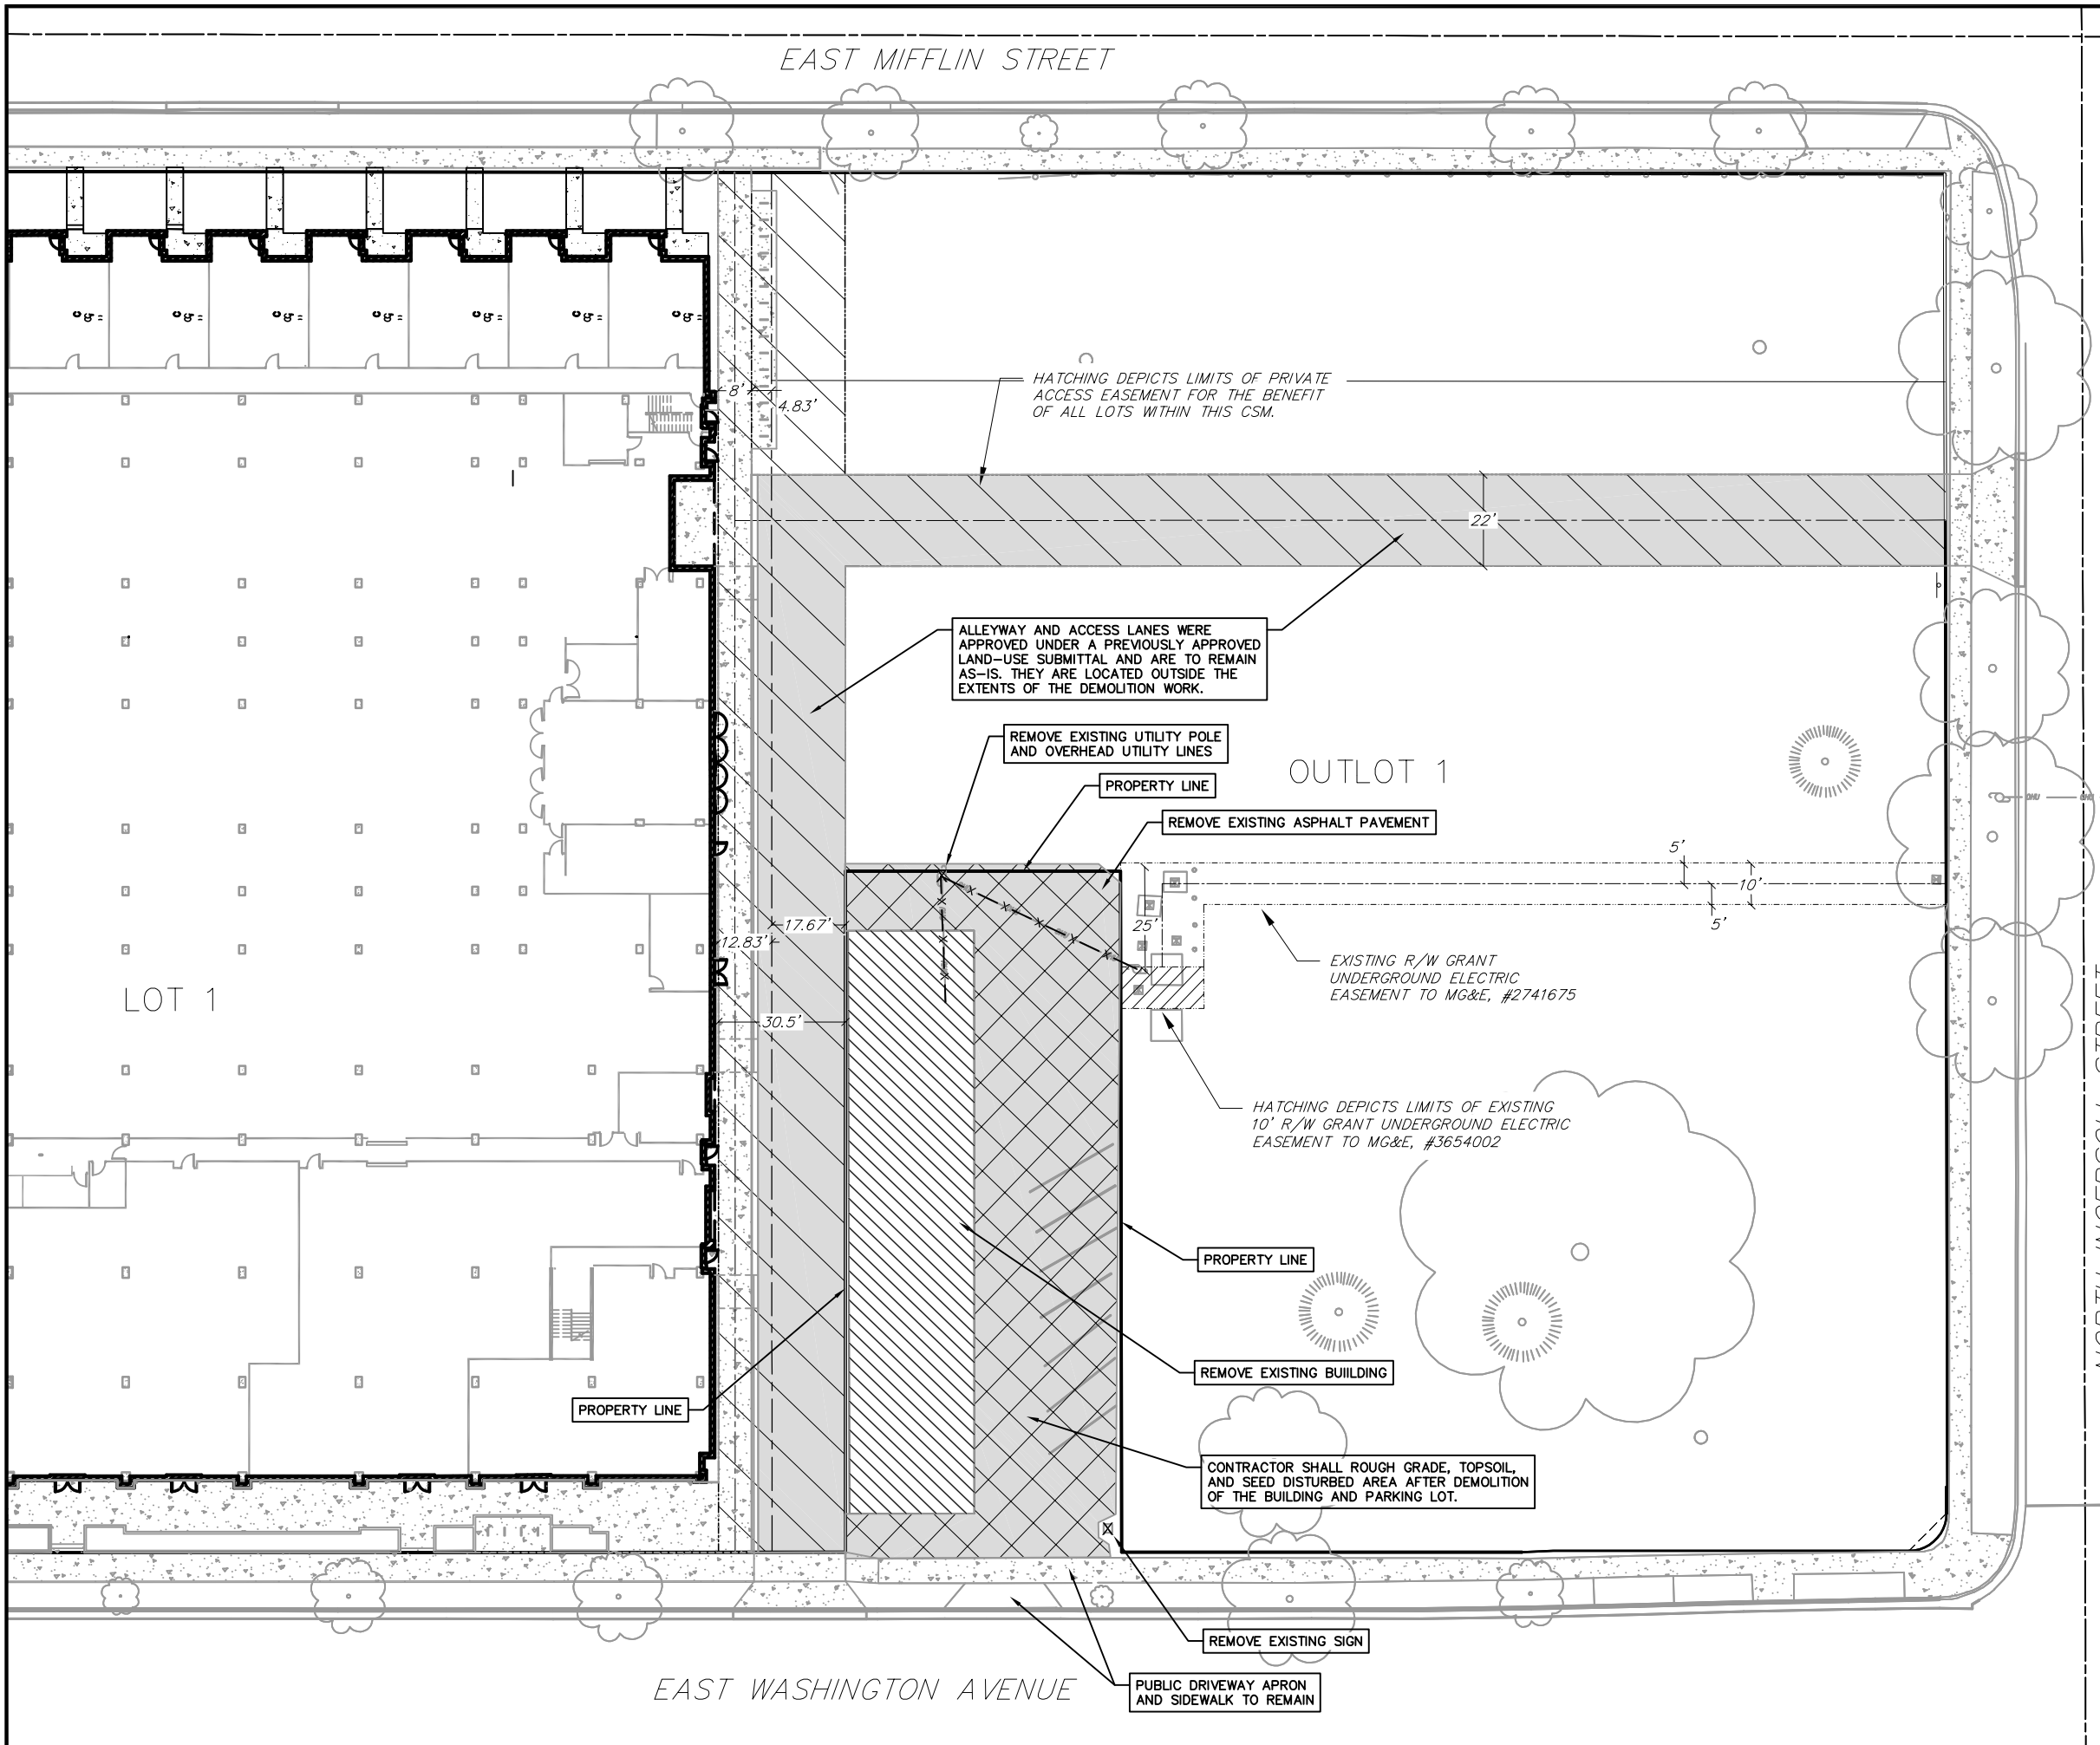 EAST MIFFLIN STREET
8'
4.83'
HATCHING DEPICTS LIMITS OF PRIVATE
ACCESS EASEMENT FOR THE BENEFIT
OF ALL LOTS WITHIN THIS CSM.
22'
ALLEYWAY AND ACCESS LANES WERE
APPROVED UNDER A PREVIOUSLY APPROVED
LAND-USE SUBMITTAL AND ARE TO REMAIN
AS-IS. THEY ARE LOCATED OUTSIDE THE
EXTENTS OF THE DEMOLITION WORK.
REMOVE EXISTING UTILITY POLE
AND OVERHEAD UTILITY LINES
OUTLOT 1
PROPERTY LINE
REMOVE EXISTING ASPHALT PAVEMENT
5'
10'
5'
25'
17.67'
12.83'
EXISTING R/W GRANT
UNDERGROUND ELECTRIC
EASEMENT TO MG&E, #2741675
LOT 1
30.5'
HATCHING DEPICTS LIMITS OF EXISTING
10' R/W GRANT UNDERGROUND ELECTRIC
EASEMENT TO MG&E, #3654002
PROPERTY LINE
REMOVE EXISTING BUIILDING
PROPERTY LINE
CONTRACTOR SHALL ROUGH GRADE, TOPSOIL,
AND SEED DISTURBED AREA AFTER DEMOLITION
OF THE BUILDING AND PARKING LOT.
REMOVE EXISTING SIGN
PUBLIC DRIVEWAY APRON
AND SIDEWALK TO REMAIN
EAST WASHINGTON AVENUE